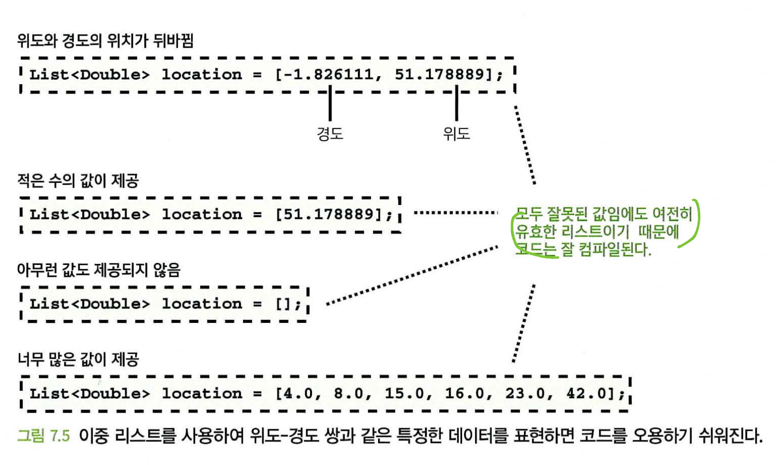 위도와 경도의 위치가 뒤바뀜
List<Double> location = [-1.826111, 51.178889];
경도 위도
적은 수의 값이 제공
List<Double> location = [51.178889];
모두 잘못된 값임에도 여전히
유효한 리스트이기 때문에
코드는 잘 컴파일된다.
아무런 값도 제공되지 않음
List<Double> location = [];
너무 많은 값이 제공
List<Double> location = [4.0, 8.0, 15.0, 16.0, 23.0, 42.0];
그림 7.5 이중 리스트를 사용하여 위도-경도 쌍과 같은 특정한 데이터를 표현하면 코드를 오용하기 쉬워진다.